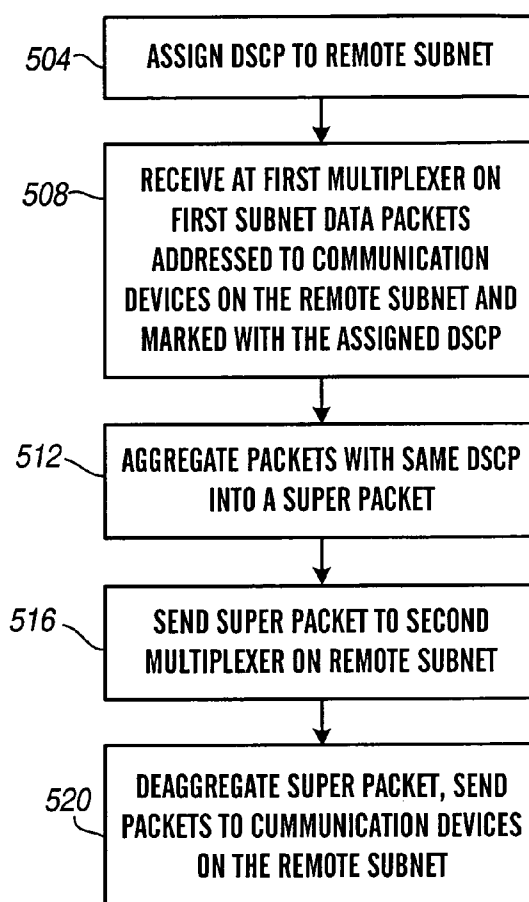 504
ASSIGN DSCP TO REMOTE SUBNET
508
RECEIVE AT FIRST MULTIPLEXER ON
FIRST SUBNET DATA PACKETS
ADDRESSED TO COMMUNICATION
DEVICES ON THE REMOTE SUBNET AND
MARKED WITH THE ASSIGNED DSCP
512
AGGREGATE PACKETS WITH SAME DSCP
INTO A SUPER PACKET
516
SEND SUPER PACKET TO SECOND
MULTIPLEXER ON REMOTE SUBNET
520
DEAGGREGATE SUPER PACKET, SEND
PACKETS TO CUMMUNICATION DEVICES
ON THE REMOTE SUBNET